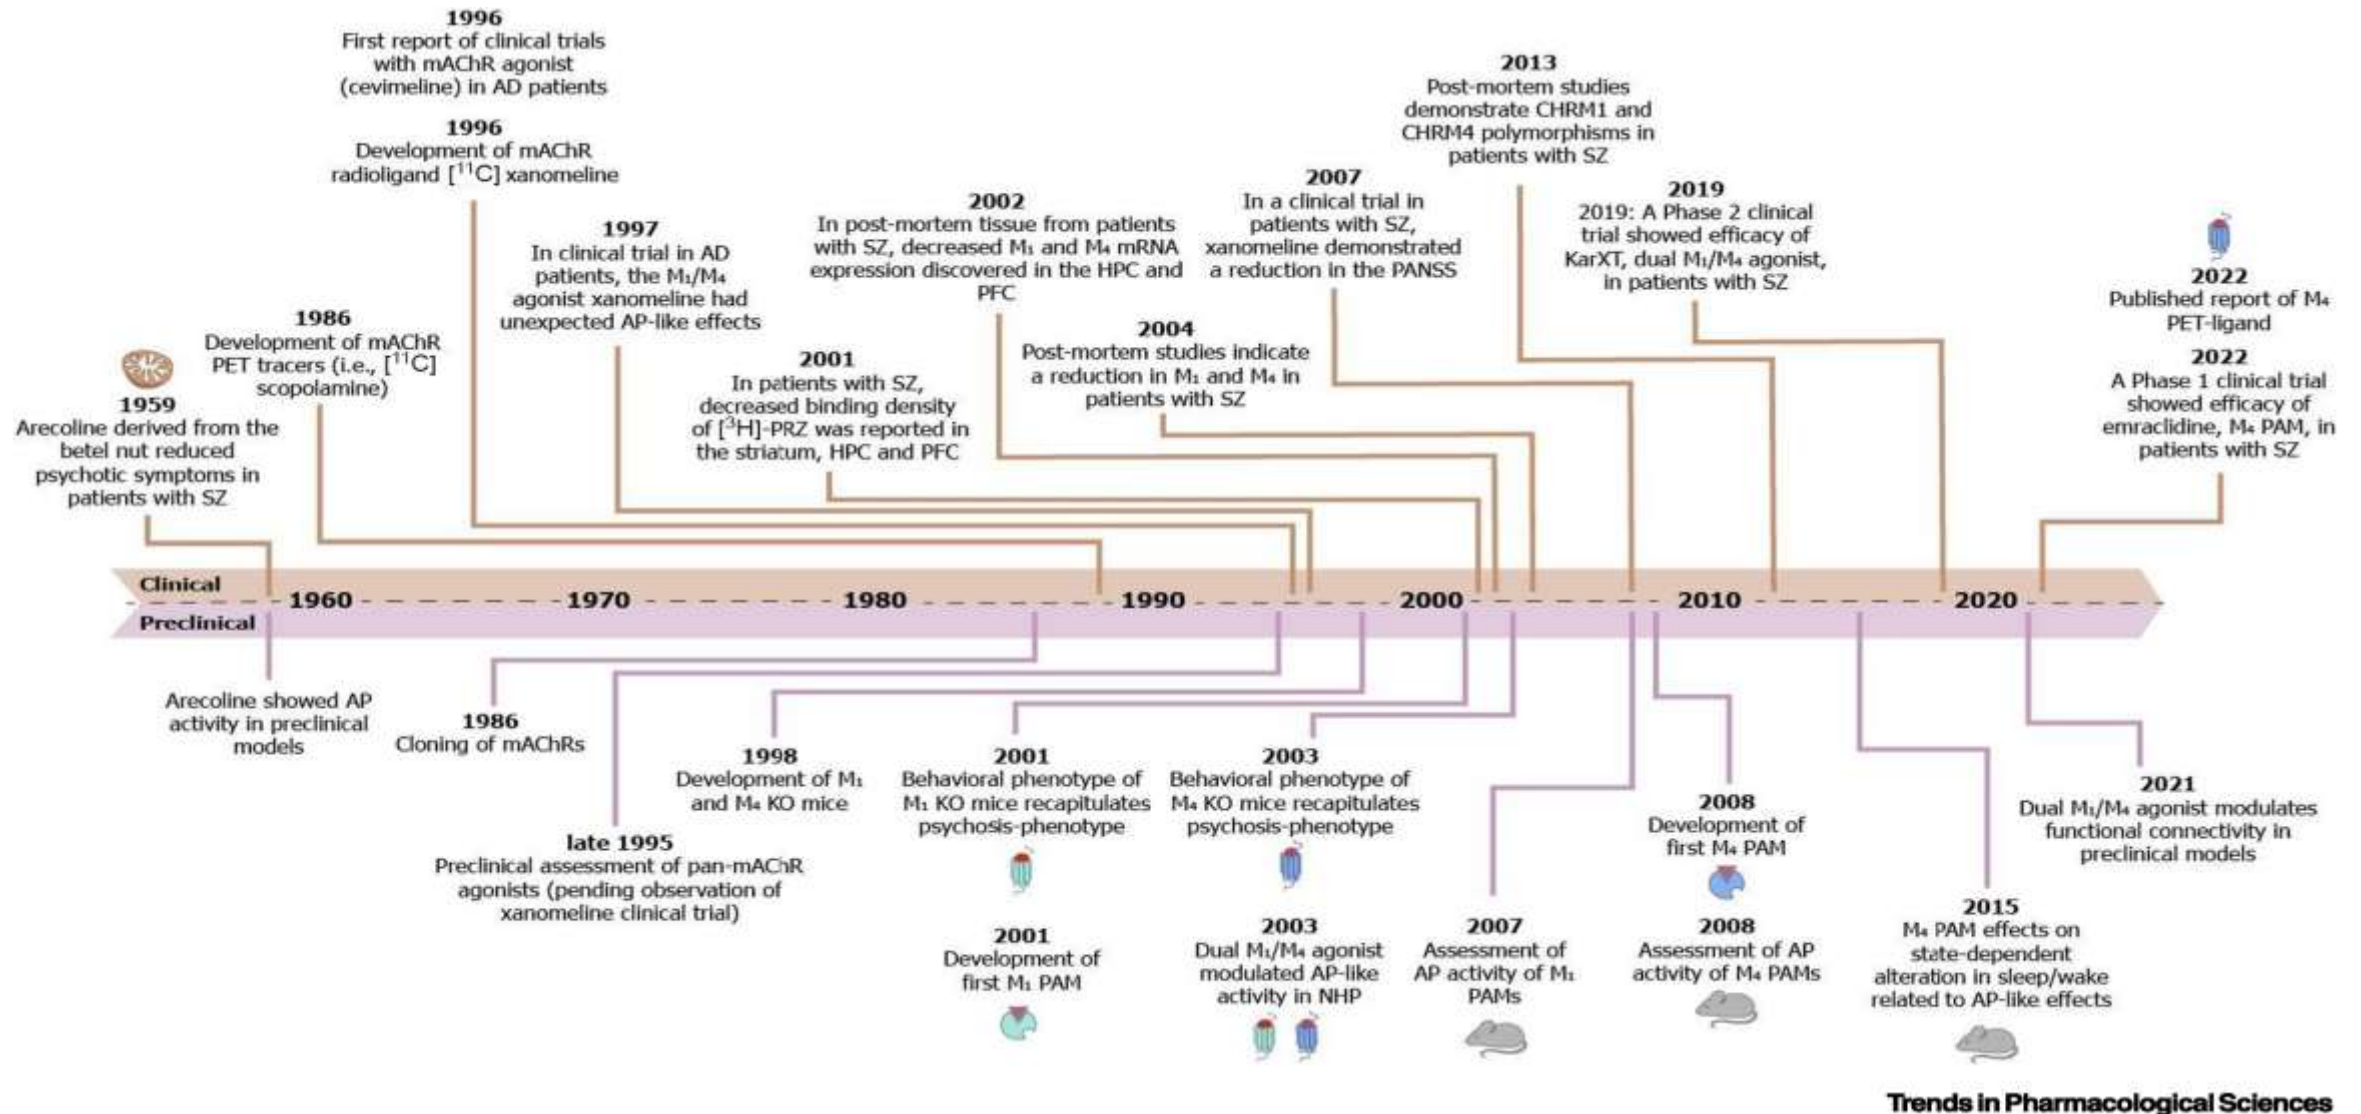 1996
First report of clinical trials
with mAChR agonist
(cevimeline) in AD patients
1996
Development of mAChR
radioligand [¹¹C] xanomeline
1959
Arecoline derived from the
betel nut reduced
psychotic symptoms in
patients with SZ
1986
Development of mAChR
PET tracers (i.e., [¹¹C]
scopolamine)
1997
In clinical trial in AD
patients, the M₁/M₄
agonist xanomeline had
unexpected AP-like effects
2001
In patients with SZ,
decreased binding density
of [³H]-PRZ was reported in
the striatum, HPC and PFC
2002
In post-mortem tissue from patients
with SZ, decreased M₁ and M₄ mRNA
expression discovered in the HPC and
PFC
2004
Post-mortem studies indicate
a reduction in M₁ and M₄ in
patients with SZ
2007
In a clinical trial in
patients with SZ,
xanomeline demonstrated
a reduction in the PANSS
2013
Post-mortem studies
demonstrate CHRM1 and
CHRM4 polymorphisms in
patients with SZ
2019
2019: A Phase 2 clinical
trial showed efficacy of
KarXT, dual M₁/M₄ agonist,
in patients with SZ
2022
Published report of M₄
PET-ligand
2022
A Phase 1 clinical trial
showed efficacy of
emraclidine, M₄ PAM, in
patients with SZ
Clinical
1960 1970 1980 1990 2000 2010 2020
Preclinical
Arecoline showed AP
activity in preclinical
models
1986
Cloning of mAChRs
late 1995
Preclinical assessment of pan-mAChR
agonists (pending observation of
xanomeline clinical trial)
1998
Development of M₁
and M₄ KO mice
2001
Behavioral phenotype of
M₁ KO mice recapitulates
psychosis-phenotype
2001
Development of
first M₁ PAM
2003
Behavioral phenotype of
M₄ KO mice recapitulates
psychosis-phenotype
2003
Dual M₁/M₄ agonist
modulated AP-like
activity in NHP
2007
Assessment of
AP activity of M₁
PAMs
2008
Development of
first M₄ PAM
2008
Assessment of AP
activity of M₄ PAMs
2015
M₄ PAM effects on
state-dependent
alteration in sleep/wake
related to AP-like effects
2021
Dual M₁/M₄ agonist modulates
functional connectivity in
preclinical models
Trends in Pharmacological Sciences